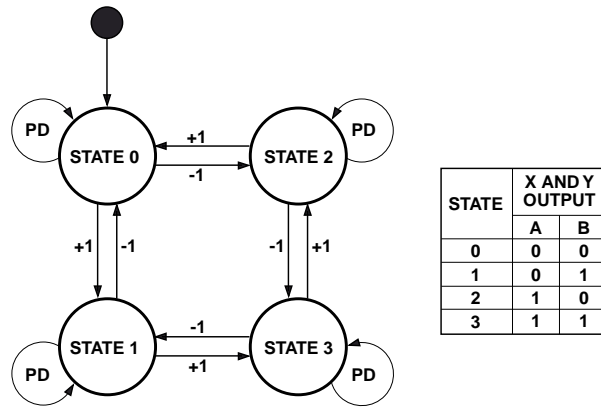 PD
PD
STATE 0
+1
-1
STATE 2
+1
-1
-1
+1
STATE 1
-1
+1
STATE 3
PD
PD
STATE
X AND Y
OUTPUT
A
B
0 0 0
1 0 1
2 1 0
3 1 1